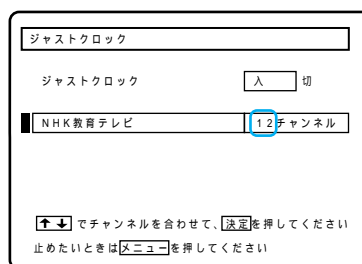 ジャストクロック
ジャストクロック 入 切
NHK教育テレビ 12チャンネル
↑↓でチャンネルを合わせて、決定を押してください
止めたいときはメニューを押してください